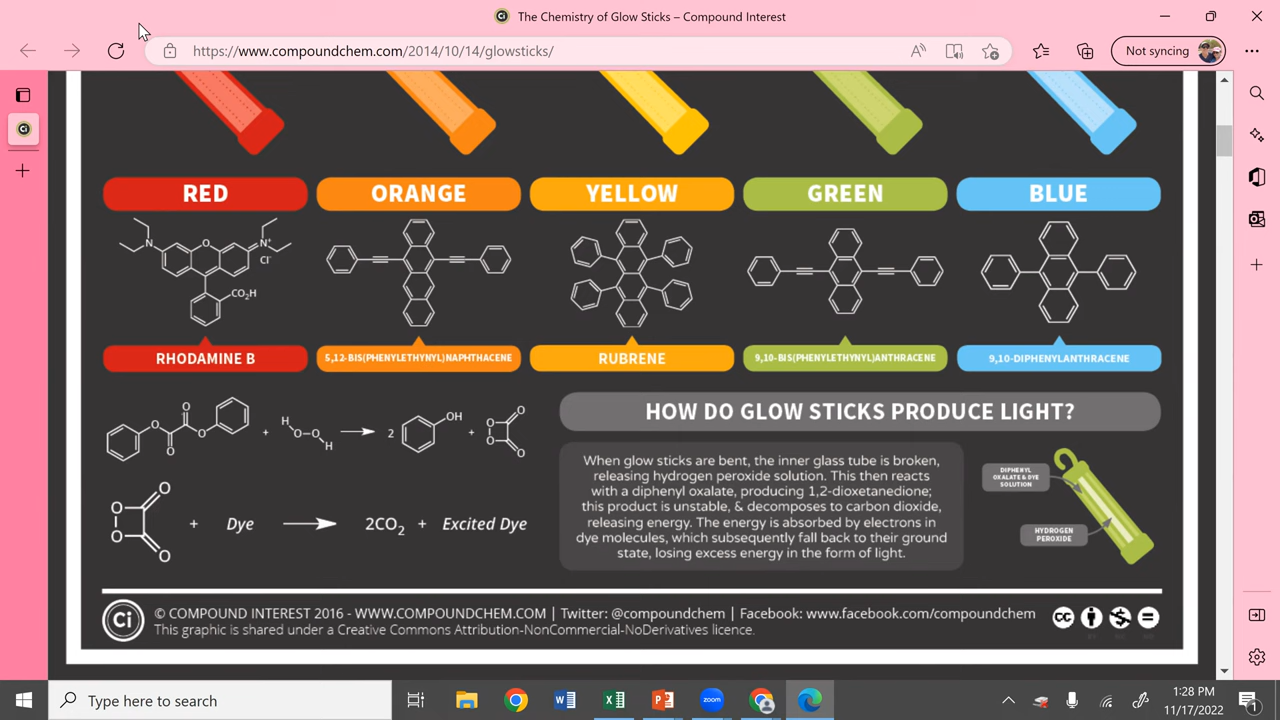 The Chemistry of Glow Sticks – Compound Interest
https://www.compoundchem.com/2014/10/14/glowsticks/
Not syncing
RED
ORANGE
YELLOW
GREEN
BLUE
N
O
N+
Cl-
CO2H
RHODAMINE B
5,12-BIS(PHENYLETHYNYL)NAPHTHACENE
RUBRENE
9,10-BIS(PHENYLETHYNYL)ANTHRACENE
9,10-DIPHENYLANTHRACENE
O
O
O
O
+
H
O—O
H
2
OH
+
O
O
O
O
HOW DO GLOW STICKS PRODUCE LIGHT?
When glow sticks are bent, the inner glass tube is broken,
releasing hydrogen peroxide solution. This then reacts
with a diphenyl oxalate, producing 1,2-dioxetanedione;
this product is unstable, & decomposes to carbon dioxide,
releasing energy. The energy is absorbed by electrons in
dye molecules, which subsequently fall back to their ground
state, losing excess energy in the form of light.
DIPHENYL
OXALATE & DYE
SOLUTION
HYDROGEN
PEROXIDE
O
O
O
O
+ Dye 2CO2 + Excited Dye
Ci © COMPOUND INTEREST 2016 - WWW.COMPOUNDCHEM.COM | Twitter: @compoundchem | Facebook: www.facebook.com/compoundchem
This graphic is shared under a Creative Commons Attribution-NonCommercial-NoDerivatives licence.
cc
Type here to search
zoom
1:28 PM
11/17/2022
1